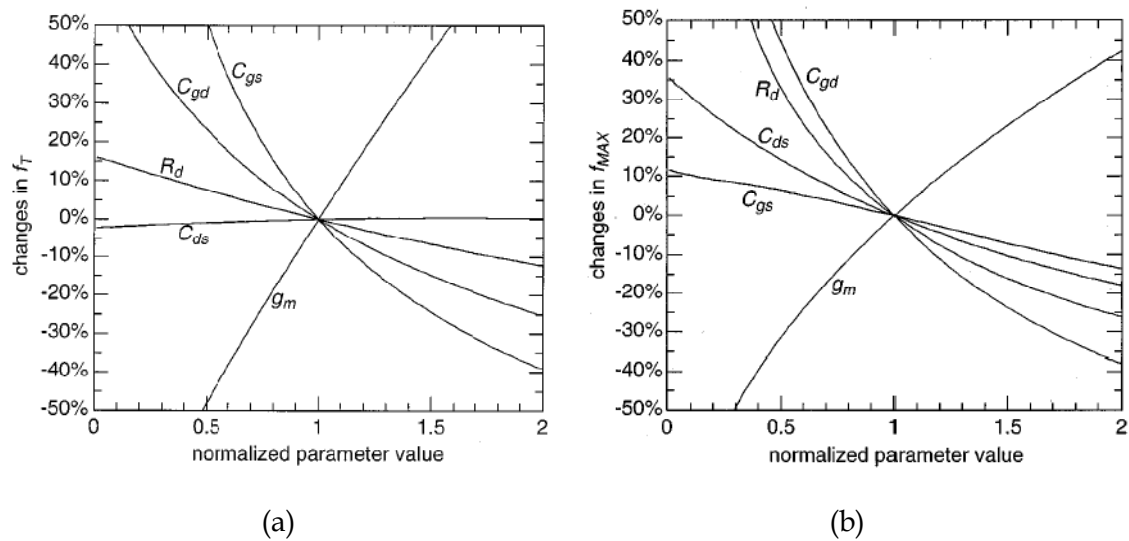 50%
40%
30%
20%
10%
0%
-10%
-20%
-30%
-40%
-50%
changes in f_T
C_gs
C_gd
R_d
C_ds
g_m
0
0.5
1
1.5
2
normalized parameter value
(a)
50%
40%
30%
20%
10%
0%
-10%
-20%
-30%
-40%
-50%
changes in f_MAX
C_gd
R_d
C_ds
C_gs
g_m
0
0.5
1
1.5
2
normalized parameter value
(b)